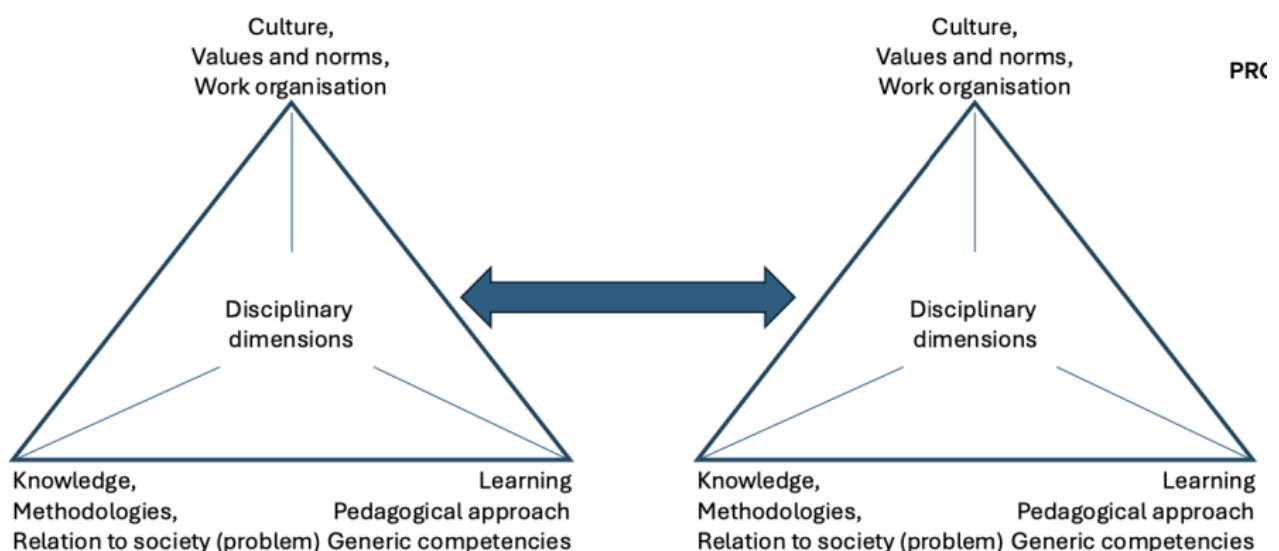 Culture,
Values and norms,
Work organisation
Disciplinary
dimensions
Knowledge,
Methodologies,
Relation to society (problem)
Learning
Pedagogical approach
Generic competencies
Culture,
Values and norms,
Work organisation
Disciplinary
dimensions
Knowledge,
Methodologies,
Relation to society (problem)
Learning
Pedagogical approach
Generic competencies